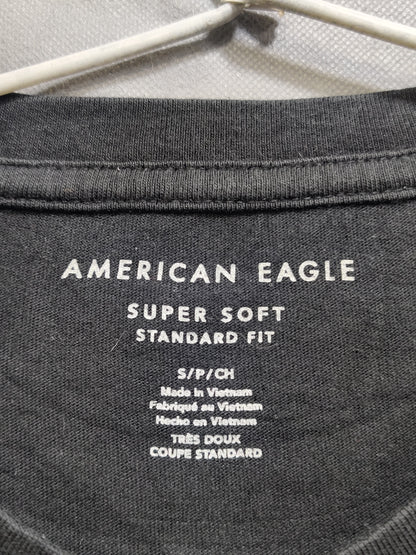 AMERICAN EAGLE
SUPER SOFT
STANDARD FIT
S/P/CH
Made in Vietnam
Fabriqué au Vietnam
Hecho en Vietnam
TRÈS DOUX
COUPE STANDARD